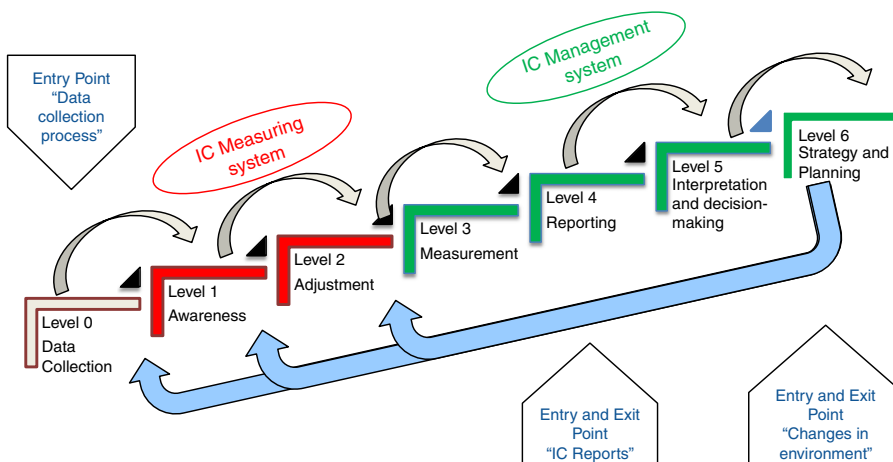 Entry Point
“Data
collection
process”
IC Measuring
system
IC Management
system
Level 0
Data
Collection
Level 1
Awareness
Level 2
Adjustment
Level 3
Measurement
Level 4
Reporting
Level 5
Interpretation
and decision-
making
Level 6
Strategy and
Planning
Entry and Exit
Point
“IC Reports”
Entry and Exit
Point
“Changes in
environment”